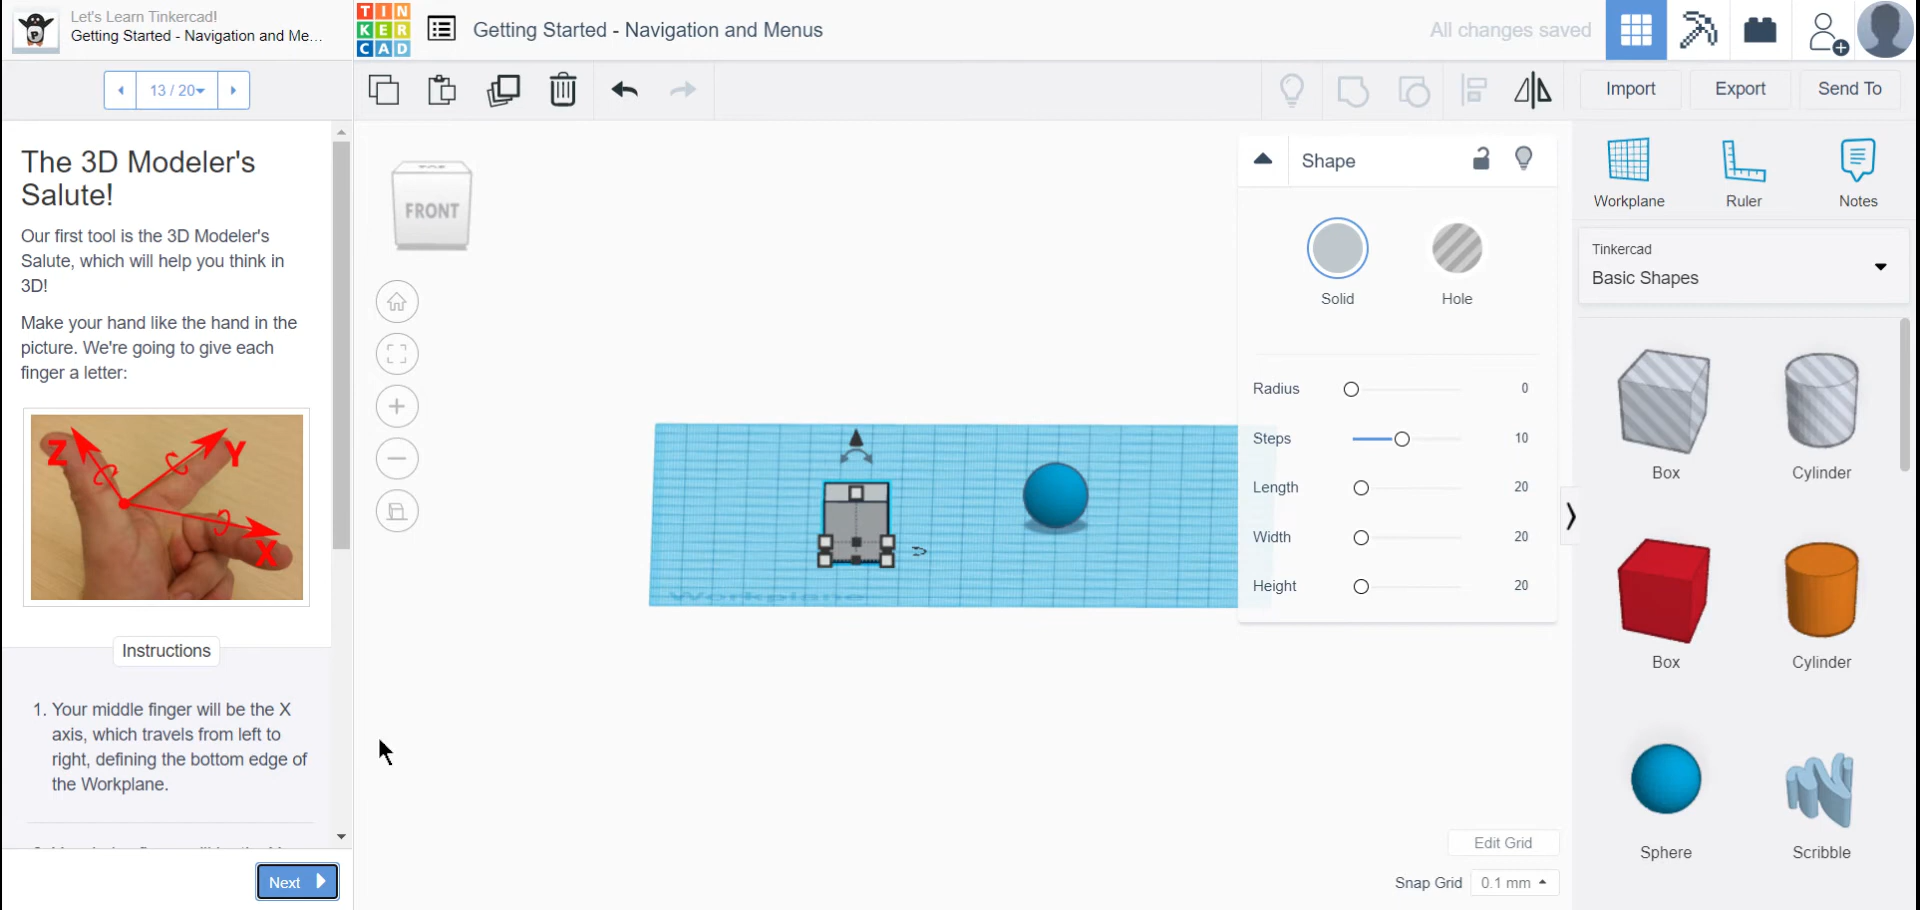 Let's Learn Tinkercad!
Getting Started - Navigation and Me...
TIN
KER
CAD
Getting Started - Navigation and Menus
All changes saved
13 / 20
Import
Export
Send To
The 3D Modeler's
Salute!
Our first tool is the 3D Modeler's
Salute, which will help you think in
3D!
Make your hand like the hand in the
picture. We're going to give each
finger a letter:
Z
Y
X
Instructions
1. Your middle finger will be the X
axis, which travels from left to
right, defining the bottom edge of
the Workplane.
Next
FRONT
Workplane
Shape
Solid
Hole
Radius 0
Steps 10
Length 20
Width 20
Height 20
Edit Grid
Snap Grid 0.1 mm
Workplane
Ruler
Notes
Tinkercad
Basic Shapes
Box
Cylinder
Box
Cylinder
Sphere
Scribble